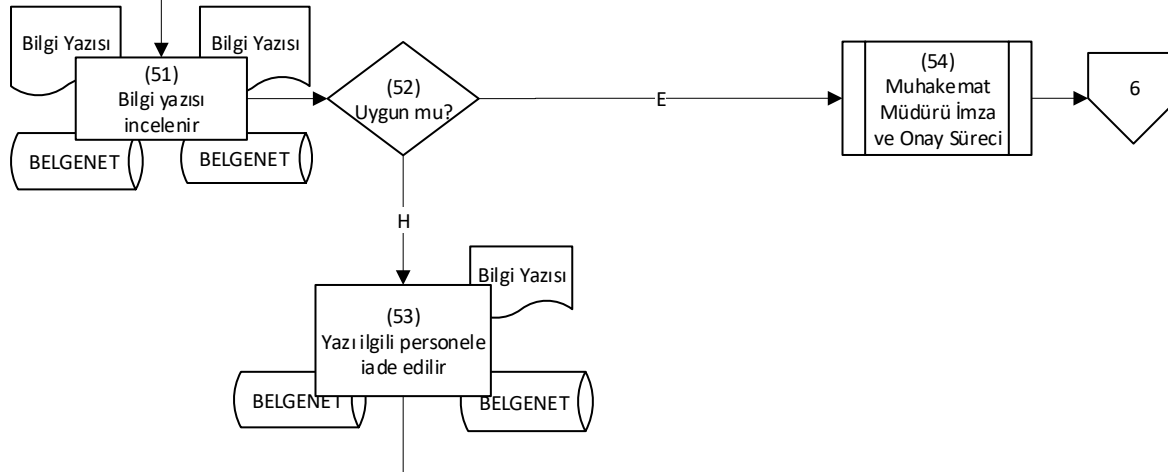 Bilgi Yazısı
Bilgi Yazısı
(51)
Bilgi yazısı
incelenir
BELGENET
BELGENET
(52)
Uygun mu?
E
(54)
Muhakemat
Müdürü İmza
ve Onay Süreci
6
H
Bilgi Yazısı
(53)
Yazı ilgili personele
iade edilir
BELGENET
BELGENET